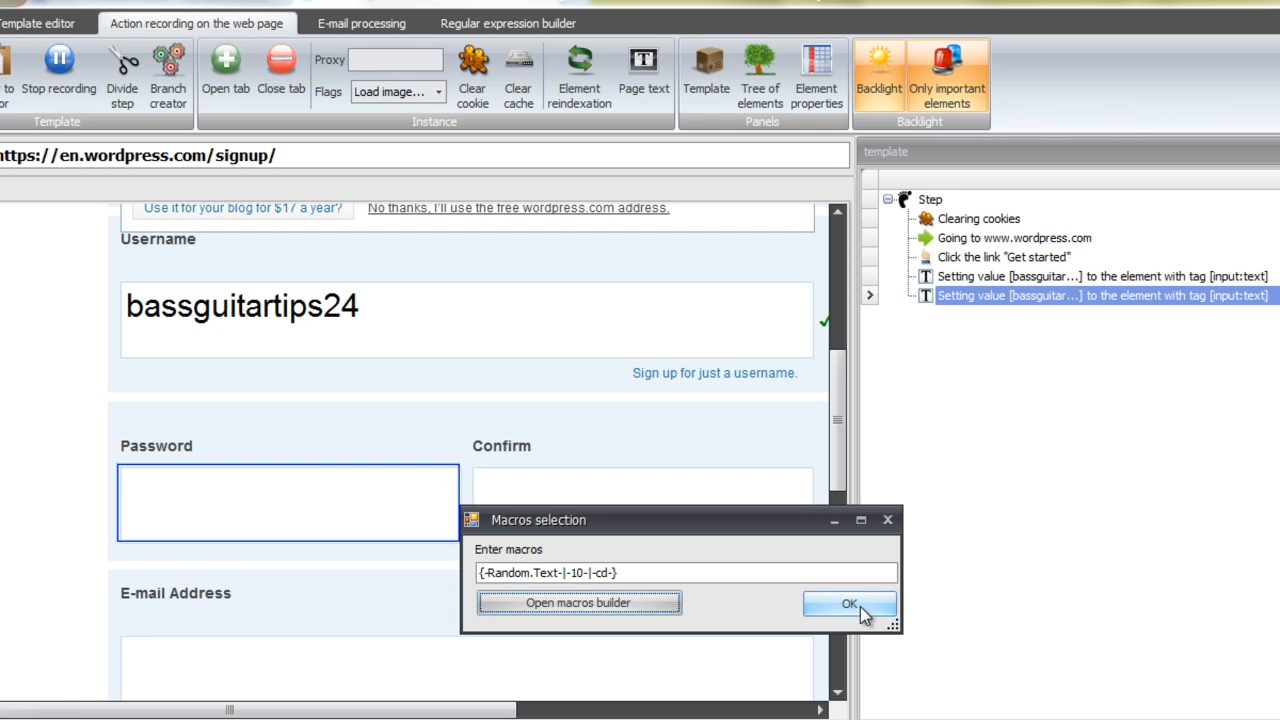 Template editor
Action recording on the web page
E-mail processing
Regular expression builder
Stop recording
Divide step
Branch creator
Open tab
Close tab
Proxy
Flags
Load image...
Clear cookie
Clear cache
Element reindexation
Page text
Template
Tree of elements
Element properties
Backlight
Only important elements
Template
Instance
Panels
Backlight
https://en.wordpress.com/signup/
template
Use it for your blog for $17 a year?
No thanks, I'll use the free wordpress.com address.
Username
bassguitartips24
Sign up for just a username.
Password
Confirm
E-mail Address
Macros selection
Enter macros
{-Random.Text-|-10-|-cd-}
Open macros builder
OK
Step
Clearing cookies
Going to www.wordpress.com
Click the link "Get started"
Setting value [bassguitar...] to the element with tag [input:text]
Setting value [bassguitar...] to the element with tag [input:text]